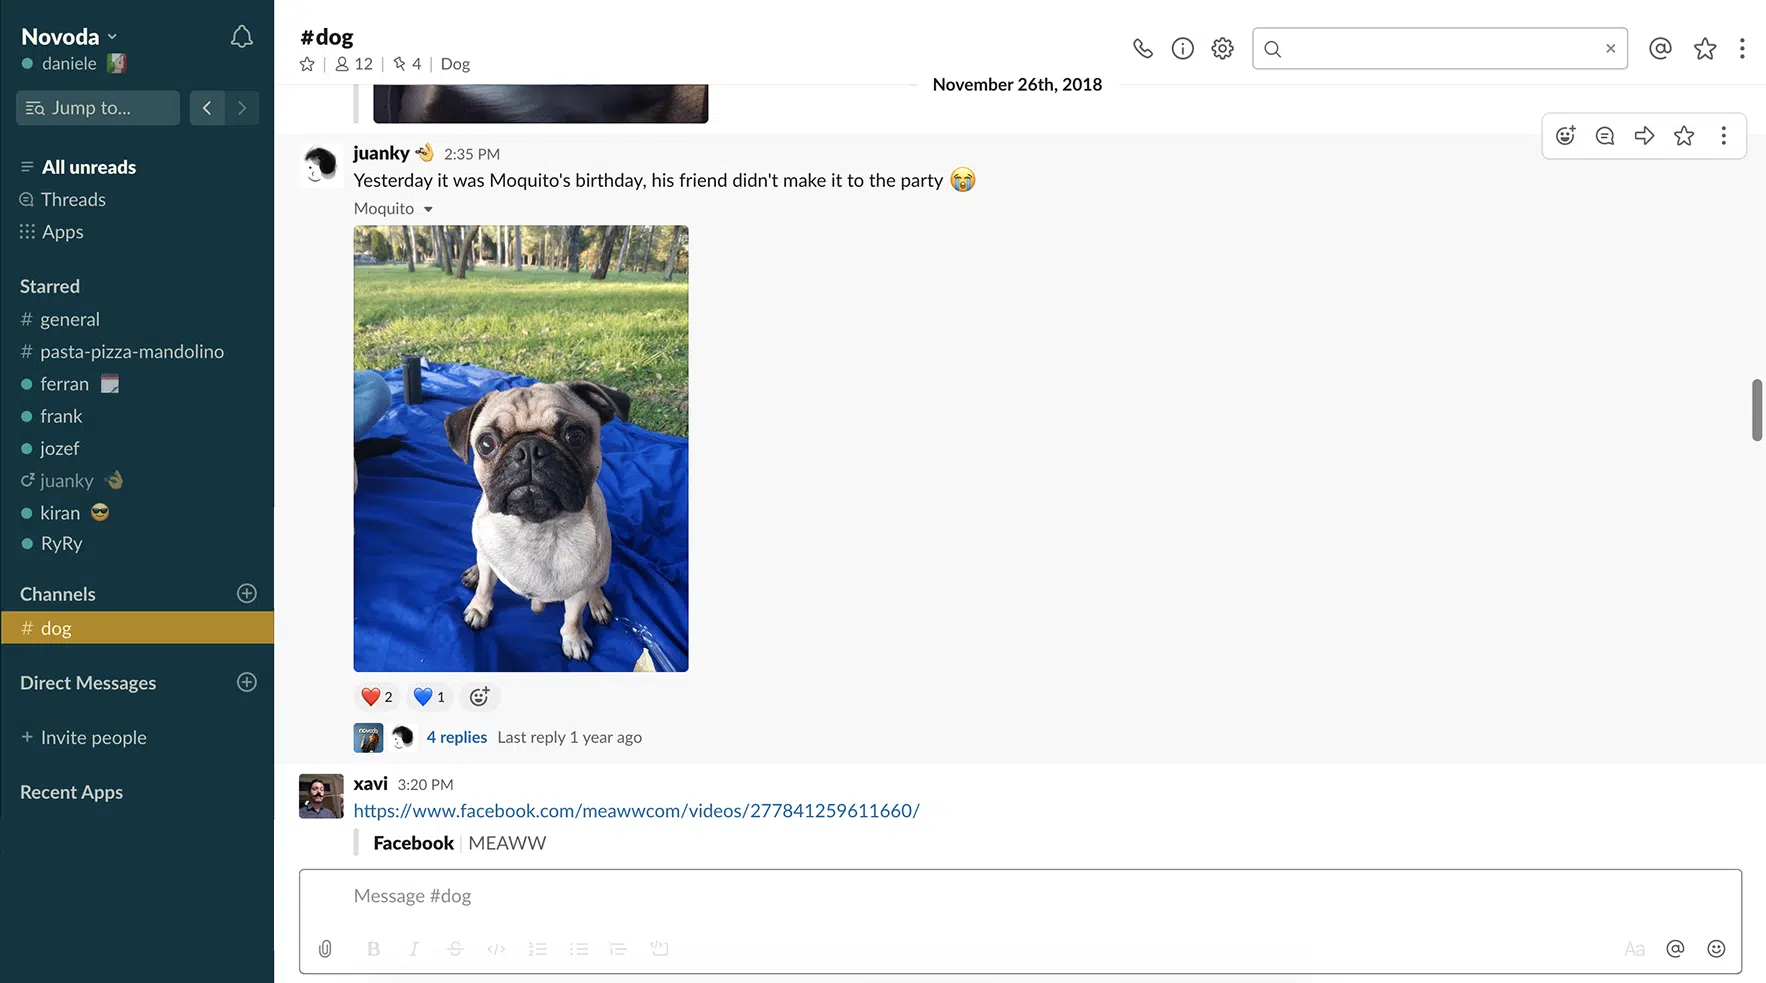 Novoda
daniele
Jump to...
All unreads
Threads
Apps
Starred
# general
# pasta-pizza-mandolino
ferran
frank
jozef
juanky
kiran
RyRy
Channels
# dog
Direct Messages
+ Invite people
Recent Apps
#dog
12 | 4 | Dog
November 26th, 2018
juanky 2:35 PM
Yesterday it was Moquito's birthday, his friend didn't make it to the party
Moquito
2 1
novoda
4 replies Last reply 1 year ago
xavi 3:20 PM
https://www.facebook.com/meawwcom/videos/277841259611660/
Facebook | MEAWW
Message #dog
B I S </> Aa @